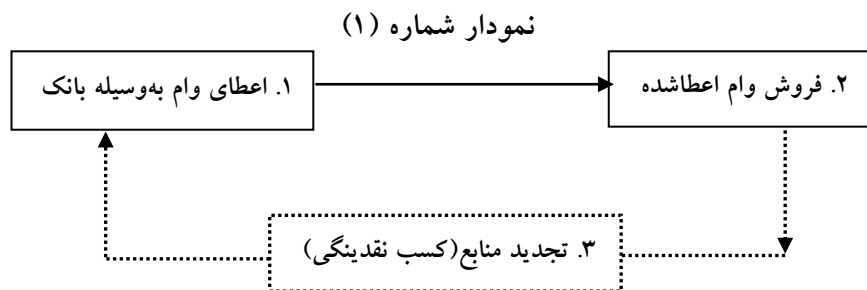 نمودار شماره (۱)
۱. اعطای وام به‌وسیله بانک
۲. فروش وام اعطاشده
۳. تجدید منابع(کسب نقدینگی)